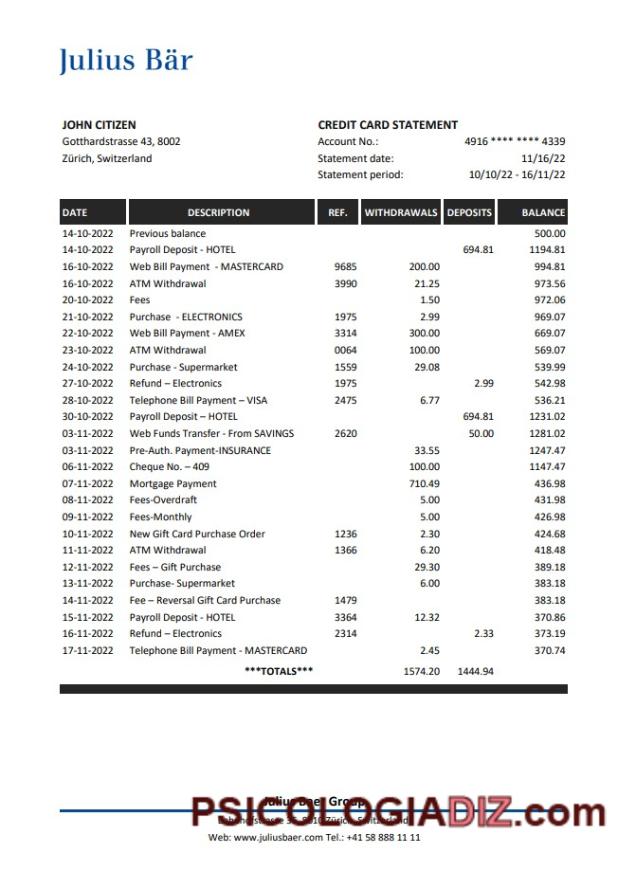 Julius Bär
JOHN CITIZEN
Gotthardstrasse 43, 8002
Zürich, Switzerland
CREDIT CARD STATEMENT
Account No.: 4916 **** **** 4339
Statement date: 11/16/22
Statement period: 10/10/22 - 16/11/22
DATE DESCRIPTION REF. WITHDRAWALS DEPOSITS BALANCE
14-10-2022 Previous balance 500.00
14-10-2022 Payroll Deposit - HOTEL 694.81 1194.81
16-10-2022 Web Bill Payment - MASTERCARD 9685 200.00 994.81
16-10-2022 ATM Withdrawal 3990 21.25 973.56
20-10-2022 Fees 1.50 972.06
21-10-2022 Purchase - ELECTRONICS 1975 2.99 969.07
22-10-2022 Web Bill Payment - AMEX 3314 300.00 669.07
23-10-2022 ATM Withdrawal 0064 100.00 569.07
24-10-2022 Purchase - Supermarket 1559 29.08 539.99
27-10-2022 Refund – Electronics 1975 2.99 542.98
28-10-2022 Telephone Bill Payment – VISA 2475 6.77 536.21
30-10-2022 Payroll Deposit – HOTEL 694.81 1231.02
03-11-2022 Web Funds Transfer - From SAVINGS 2620 50.00 1281.02
03-11-2022 Pre-Auth. Payment-INSURANCE 33.55 1247.47
06-11-2022 Cheque No. – 409 100.00 1147.47
07-11-2022 Mortgage Payment 710.49 436.98
08-11-2022 Fees-Overdraft 5.00 431.98
09-11-2022 Fees-Monthly 5.00 426.98
10-11-2022 New Gift Card Purchase Order 1236 2.30 424.68
11-11-2022 ATM Withdrawal 1366 6.20 418.48
12-11-2022 Fees – Gift Purchase 29.30 389.18
13-11-2022 Purchase- Supermarket 6.00 383.18
14-11-2022 Fee – Reversal Gift Card Purchase 1479 383.18
15-11-2022 Payroll Deposit - HOTEL 3364 12.32 370.86
16-11-2022 Refund – Electronics 2314 2.33 373.19
17-11-2022 Telephone Bill Payment - MASTERCARD 2.45 370.74
***TOTALS*** 1574.20 1444.94
Julius Baer Group
PSICOLOGIADIZ.com
Zürich, Switzerland
Web: www.juliusbaer.com Tel.: +41 58 888 11 11